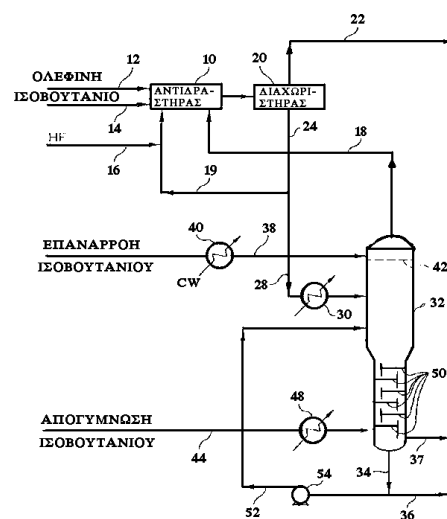 22
10
20
12
ΟΛΕΦΙΝΗ
ΑΝΤΙΔΡΑ-
ΣΤΗΡΑΣ
ΔΙΑΧΩΡΙ-
ΣΤΗΡΑΣ
ΙΣΟΒΟΥΤΑΝΙΟ
14
24
18
HF
16
19
40
38
ΕΠΑΝΑΡΡΟΗ
ΙΣΟΒΟΥΤΑΝΙΟΥ
CW
42
28
30
32
50
48
ΑΠΟΓΥΜΝΩΣΗ
ΙΣΟΒΟΥΤΑΝΙΟΥ
44
37
34
54
52
36